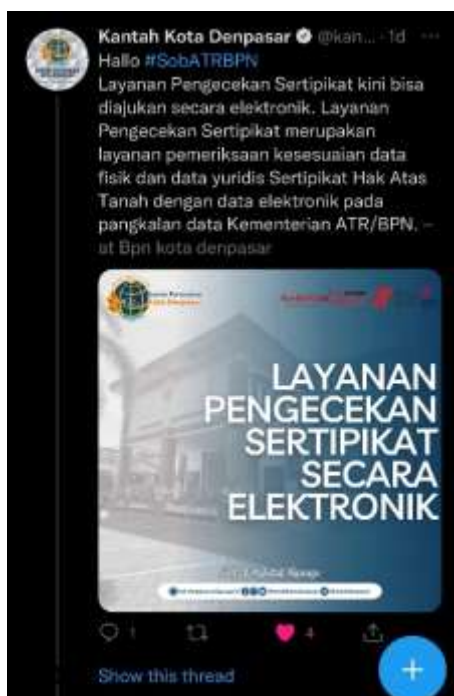 Kantah Kota Denpasar @kan... · 1d
Hallo #SobATRBPN
Layanan Pengecekan Sertipikat kini bisa
diajukan secara elektronik. Layanan
Pengecekan Sertipikat merupakan
layanan pemeriksaan kesesuaian data
fisik dan data yuridis Sertipikat Hak Atas
Tanah dengan data elektronik pada
pangkalan data Kementerian ATR/BPN. –
at Bpn kota denpasar
LAYANAN
PENGECEKAN
SERTIPIKAT
SECARA
ELEKTRONIK
1
4
Show this thread